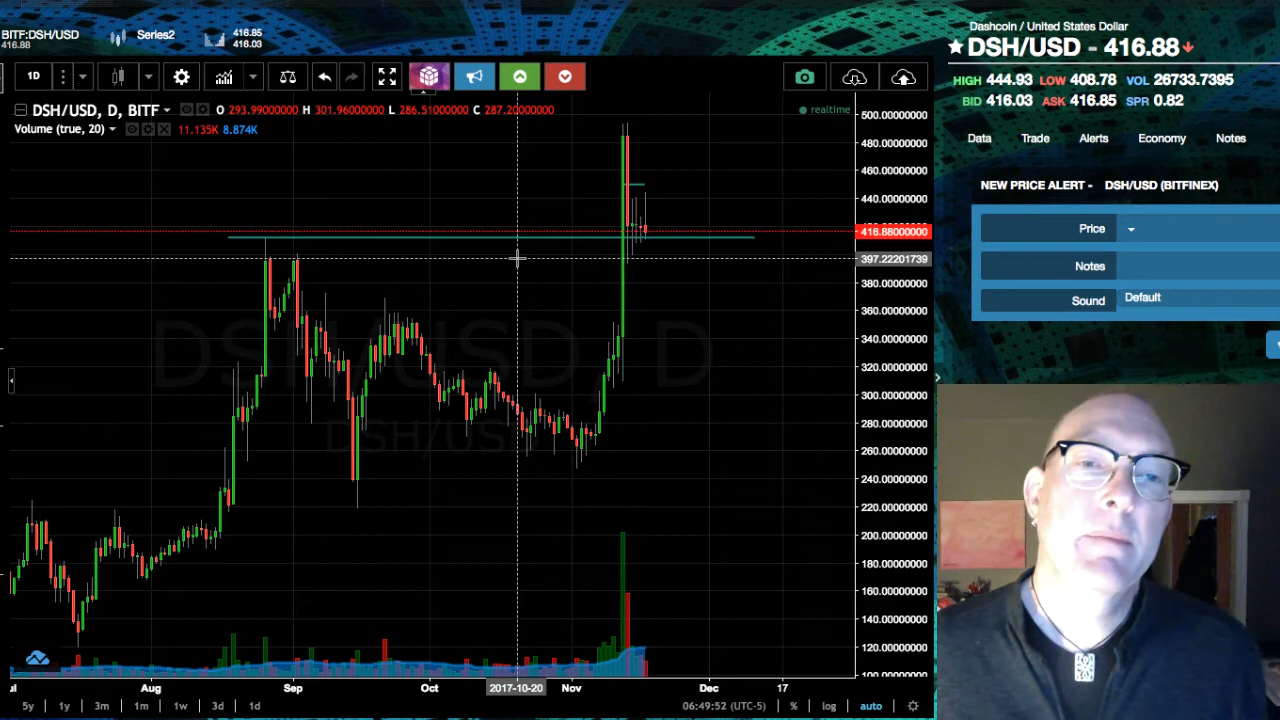 BITF:DSH/USD
416.88
Series2
416.85
416.03
1D
DSH/USD, D, BITF
O 293.99000000 H 301.96000000 L 286.51000000 C 287.20000000
realtime
Volume (true, 20)
11.135K 8.874K
500.00000000
480.00000000
460.00000000
440.00000000
416.88000000
397.22201739
380.00000000
360.00000000
340.00000000
320.00000000
300.00000000
280.00000000
260.00000000
240.00000000
220.00000000
200.00000000
180.00000000
160.00000000
140.00000000
120.00000000
100.00000000
DSH/USD, D
DSH/USD
Aug
Sep
Oct
2017-10-20
Nov
Dec
17
5y
1y
3m
1m
1w
3d
1d
06:49:52 (UTC-5)
%
log
auto
Dashcoin / United States Dollar
DSH/USD - 416.88
HIGH 444.93 LOW 408.78 VOL 26733.7395
BID 416.03 ASK 416.85 SPR 0.82
Data
Trade
Alerts
Economy
Notes
NEW PRICE ALERT - DSH/USD (BITFINEX)
Price
Notes
Sound
Default